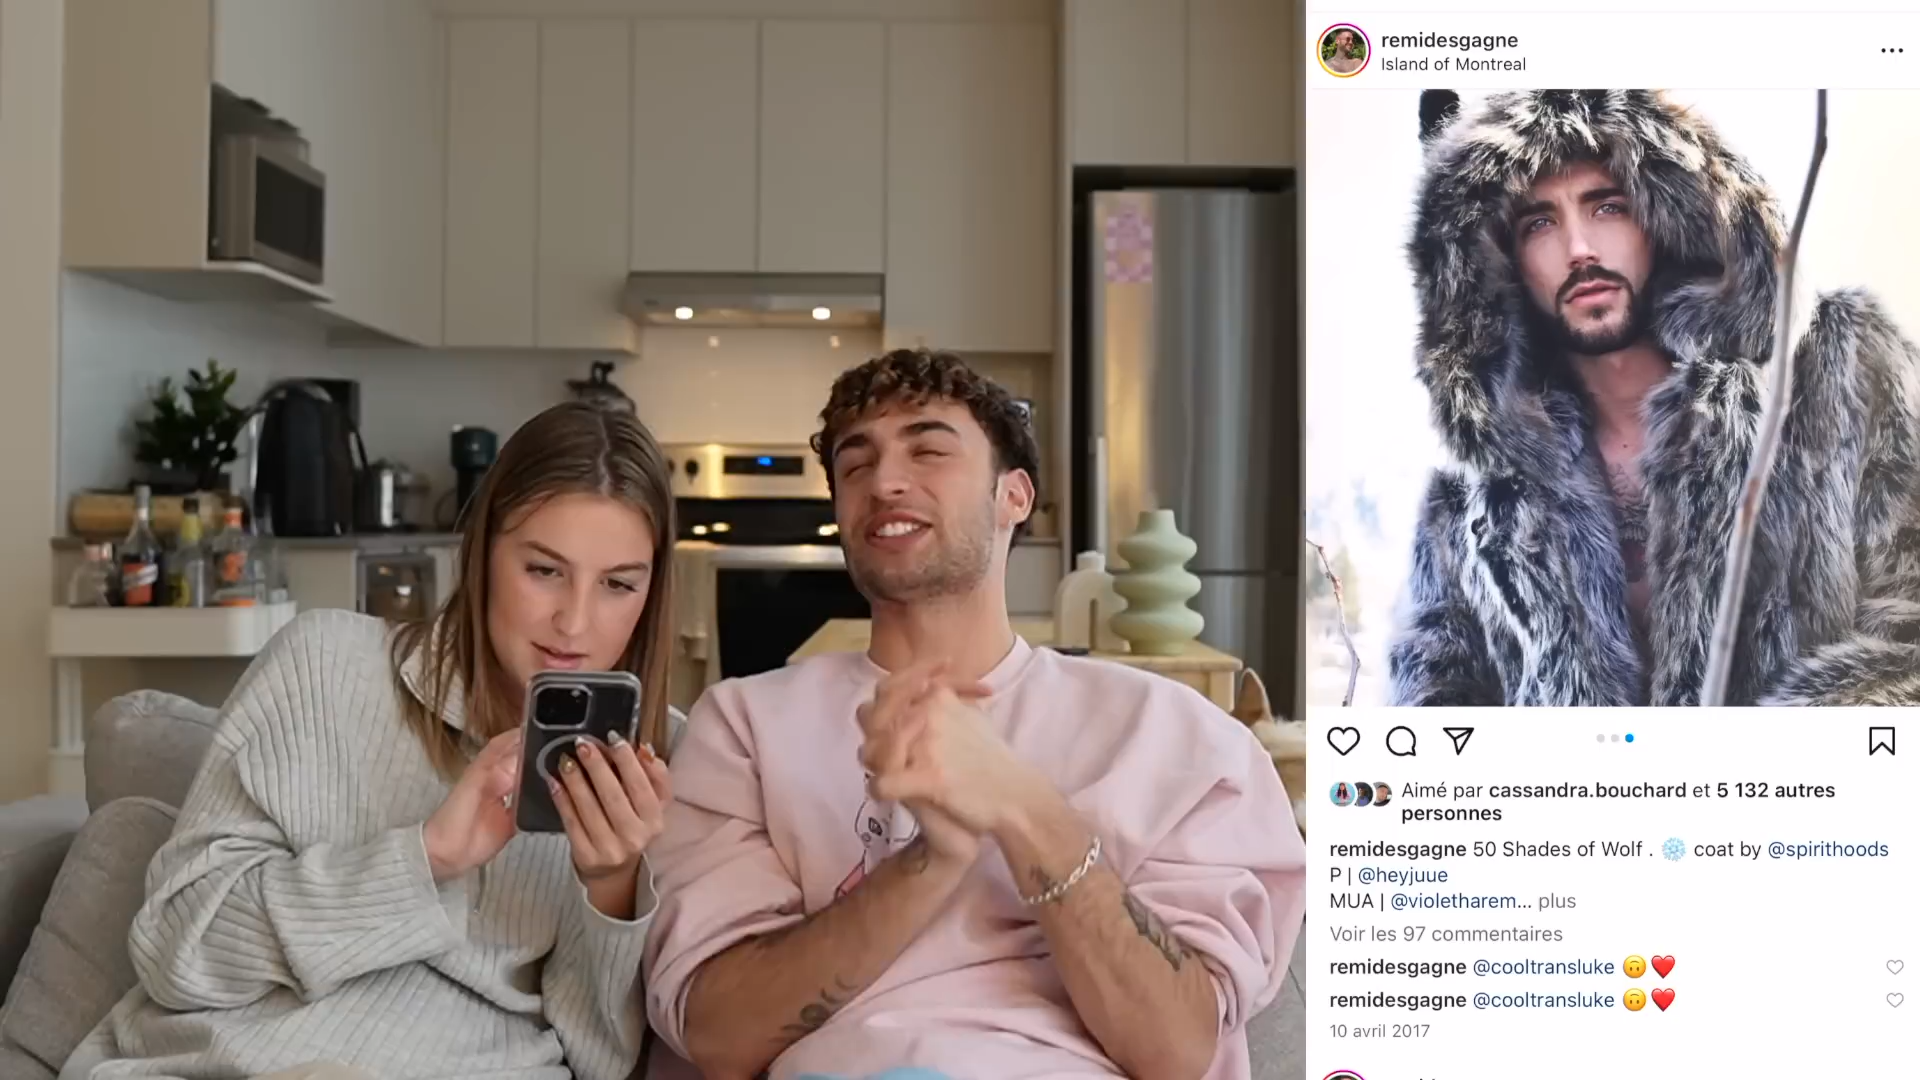 remidesgagne
Island of Montreal
Aimé par cassandra.bouchard et 5 132 autres
personnes
remidesgagne 50 Shades of Wolf . ❄️ coat by @spirithoods
P | @heyjuue
MUA | @violetharem... plus
Voir les 97 commentaires
remidesgagne @cooltransluke 🙃❤️
remidesgagne @cooltransluke 🙃❤️
10 avril 2017